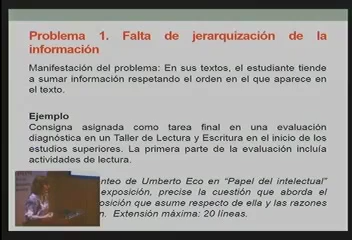 Problema 1. Falta de jerarquización de la
información
Manifestación del problema: En sus textos, el estudiante tiende
a sumar información respetando el orden en el que aparece en
el texto.
Ejemplo
Consigna asignada como tarea final en una evaluación
diagnóstica en un Taller de Lectura y Escritura en el inicio de los
estudios superiores. La primera parte de la evaluación incluía
actividades de lectura.
nteo de Umberto Eco en "Papel del intelectual"
exposición, precise la cuestión que aborda el
osición que asume respecto de ella y las razones
n. Extensión máxima: 20 líneas.